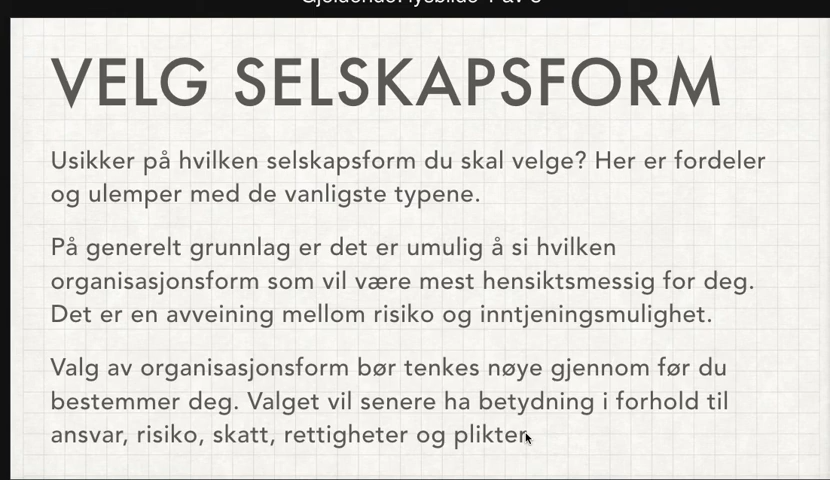 VELG SELSKAPSFORM
Usikker på hvilken selskapsform du skal velge? Her er fordeler
og ulemper med de vanligste typene.
På generelt grunnlag er det er umulig å si hvilken
organisasjonsform som vil være mest hensiktsmessig for deg.
Det er en avveining mellom risiko og inntjeningsmulighet.
Valg av organisasjonsform bør tenkes nøye gjennom før du
bestemmer deg. Valget vil senere ha betydning i forhold til
ansvar, risiko, skatt, rettigheter og plikter.